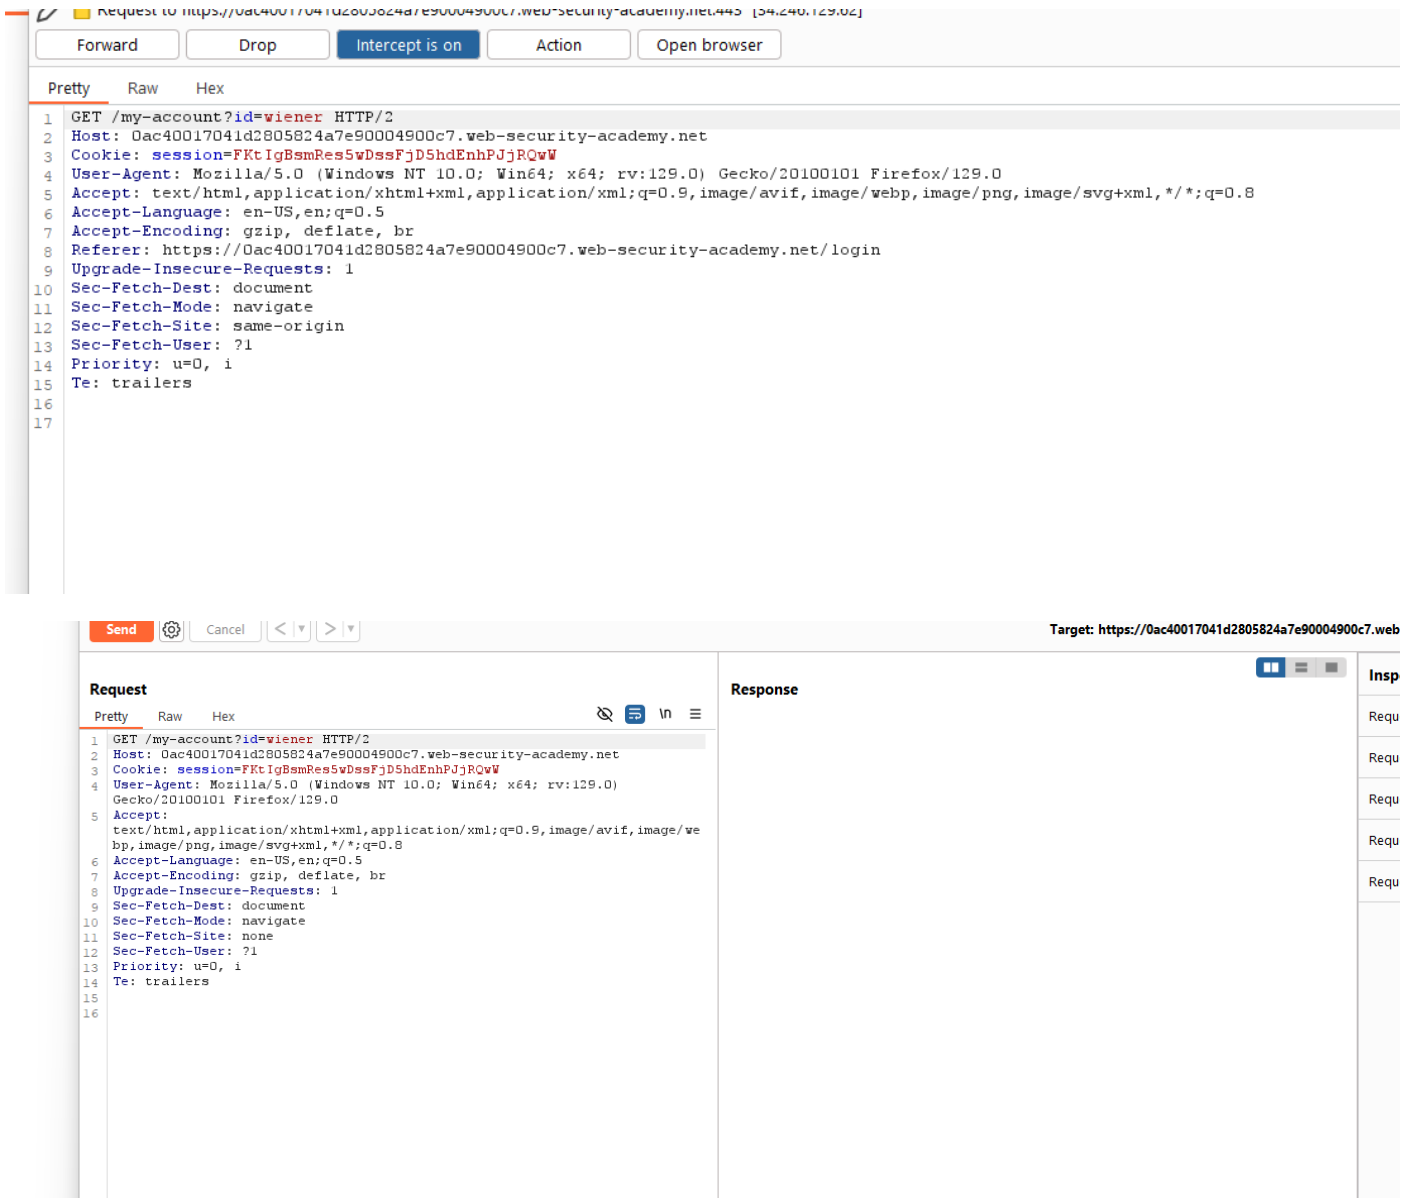 Request to https://0ac40017041d2805824a7e90004900c7.web-security-academy.net:443 [34.246.129.62]
Forward Drop Intercept is on Action Open browser
Pretty Raw Hex
1 GET /my-account?id=wiener HTTP/2
2 Host: 0ac40017041d2805824a7e90004900c7.web-security-academy.net
3 Cookie: session=FKtIgBsmRes5wDssFjD5hdEnhPJjRQwW
4 User-Agent: Mozilla/5.0 (Windows NT 10.0; Win64; x64; rv:129.0) Gecko/20100101 Firefox/129.0
5 Accept: text/html,application/xhtml+xml,application/xml;q=0.9,image/avif,image/webp,image/png,image/svg+xml,*/*;q=0.8
6 Accept-Language: en-US,en;q=0.5
7 Accept-Encoding: gzip, deflate, br
8 Referer: https://0ac40017041d2805824a7e90004900c7.web-security-academy.net/login
9 Upgrade-Insecure-Requests: 1
10 Sec-Fetch-Dest: document
11 Sec-Fetch-Mode: navigate
12 Sec-Fetch-Site: same-origin
13 Sec-Fetch-User: ?1
14 Priority: u=0, i
15 Te: trailers
16
17
Send Cancel < > Target: https://0ac40017041d2805824a7e90004900c7.web
Request Response Insp
Pretty Raw Hex \n
1 GET /my-account?id=wiener HTTP/2
2 Host: 0ac40017041d2805824a7e90004900c7.web-security-academy.net
3 Cookie: session=FKtIgBsmRes5wDssFjD5hdEnhPJjRQwW
4 User-Agent: Mozilla/5.0 (Windows NT 10.0; Win64; x64; rv:129.0)
Gecko/20100101 Firefox/129.0
5 Accept:
text/html,application/xhtml+xml,application/xml;q=0.9,image/avif,image/we
bp,image/png,image/svg+xml,*/*;q=0.8
6 Accept-Language: en-US,en;q=0.5
7 Accept-Encoding: gzip, deflate, br
8 Upgrade-Insecure-Requests: 1
9 Sec-Fetch-Dest: document
10 Sec-Fetch-Mode: navigate
11 Sec-Fetch-Site: none
12 Sec-Fetch-User: ?1
13 Priority: u=0, i
14 Te: trailers
15
16
Requ
Requ
Requ
Requ
Requ